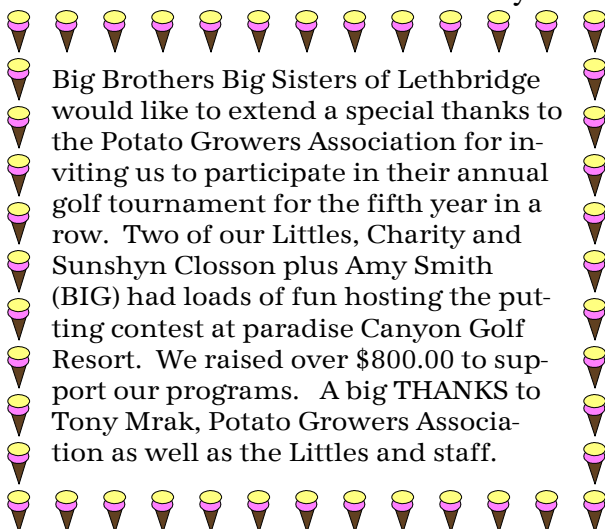 Big Brothers Big Sisters of Lethbridge
would like to extend a special thanks to
the Potato Growers Association for in-
viting us to participate in their annual
golf tournament for the fifth year in a
row.  Two of our Littles, Charity and
Sunshyn Closson plus Amy Smith
(BIG) had loads of fun hosting the put-
ting contest at paradise Canyon Golf
Resort.  We raised over $800.00 to sup-
port our programs.   A big THANKS to
Tony Mrak, Potato Growers Associa-
tion as well as the Littles and staff.